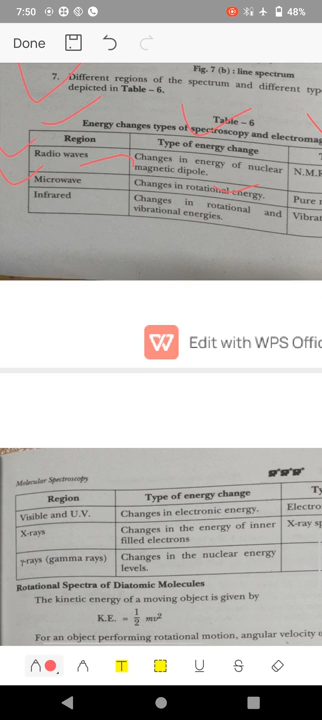 7:50
48%
Done
Fig. 7 (b) : line spectrum
7. Different regions of the spectrum and different typ
depicted in Table – 6.
Table – 6
Energy changes types of spectroscopy and electromag
Region Type of energy change T
Radio waves Changes in energy of nuclear N.M.R
magnetic dipole.
Microwave Changes in rotational energy. Pure r
Infrared Changes in rotational and Vibrat
vibrational energies.
Edit with WPS Offic
Molecular Spectroscopy
Region Type of energy change Ty
Visible and U.V. Changes in electronic energy. Electro
X-rays Changes in the energy of inner X-ray sp
filled electrons
γ-rays (gamma rays) Changes in the nuclear energy
levels.
Rotational Spectra of Diatomic Molecules
The kinetic energy of a moving object is given by
K.E. = 1/2 mv²
For an object performing rotational motion, angular velocity